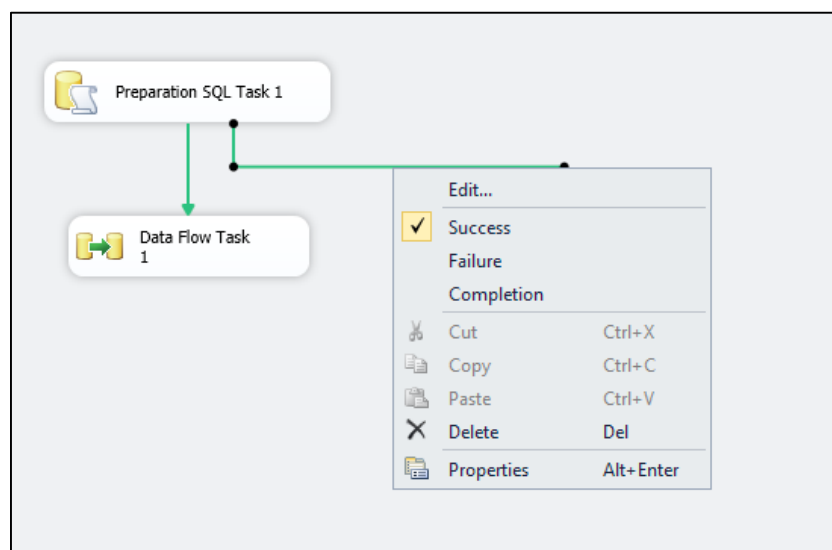 Preparation SQL Task 1
Data Flow Task
1
Edit...
Success
Failure
Completion
Cut Ctrl+X
Copy Ctrl+C
Paste Ctrl+V
Delete Del
Properties Alt+Enter